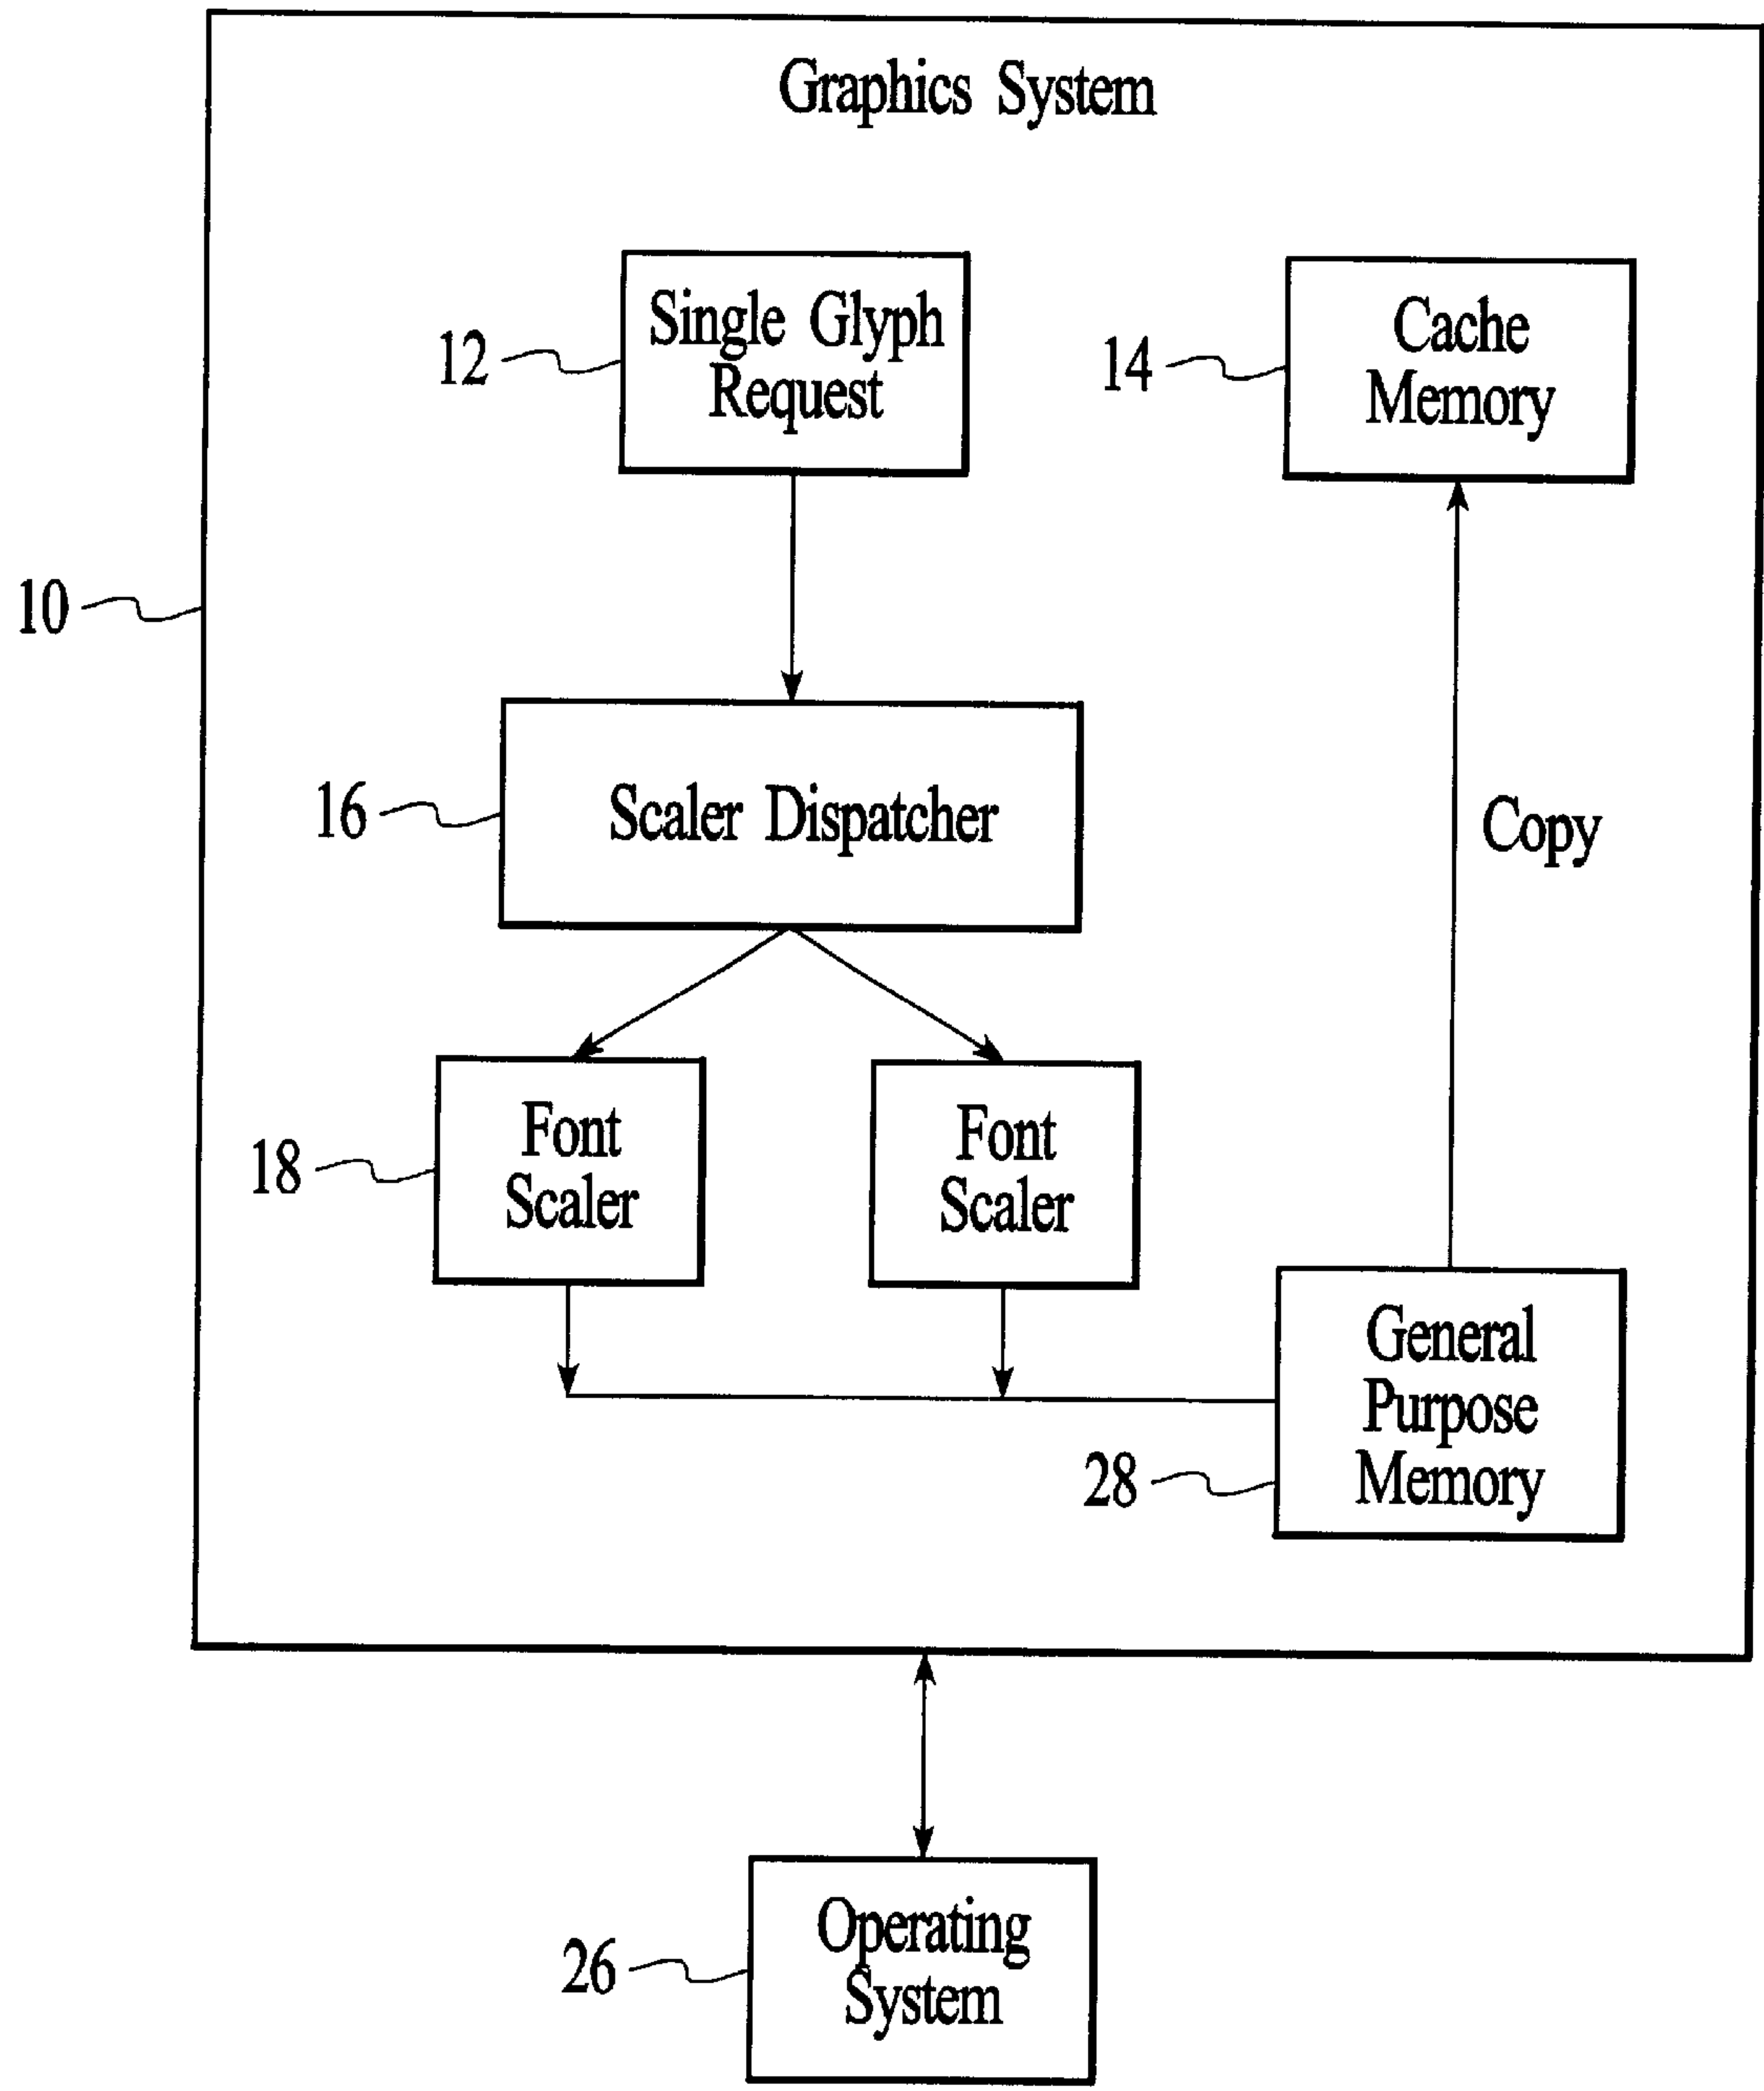 Graphics System
Single Glyph
Request
12
Cache
Memory
14
10
Scaler Dispatcher
16
Copy
Font
Scaler
18
Font
Scaler
General
Purpose
Memory
28
Operating
System
26